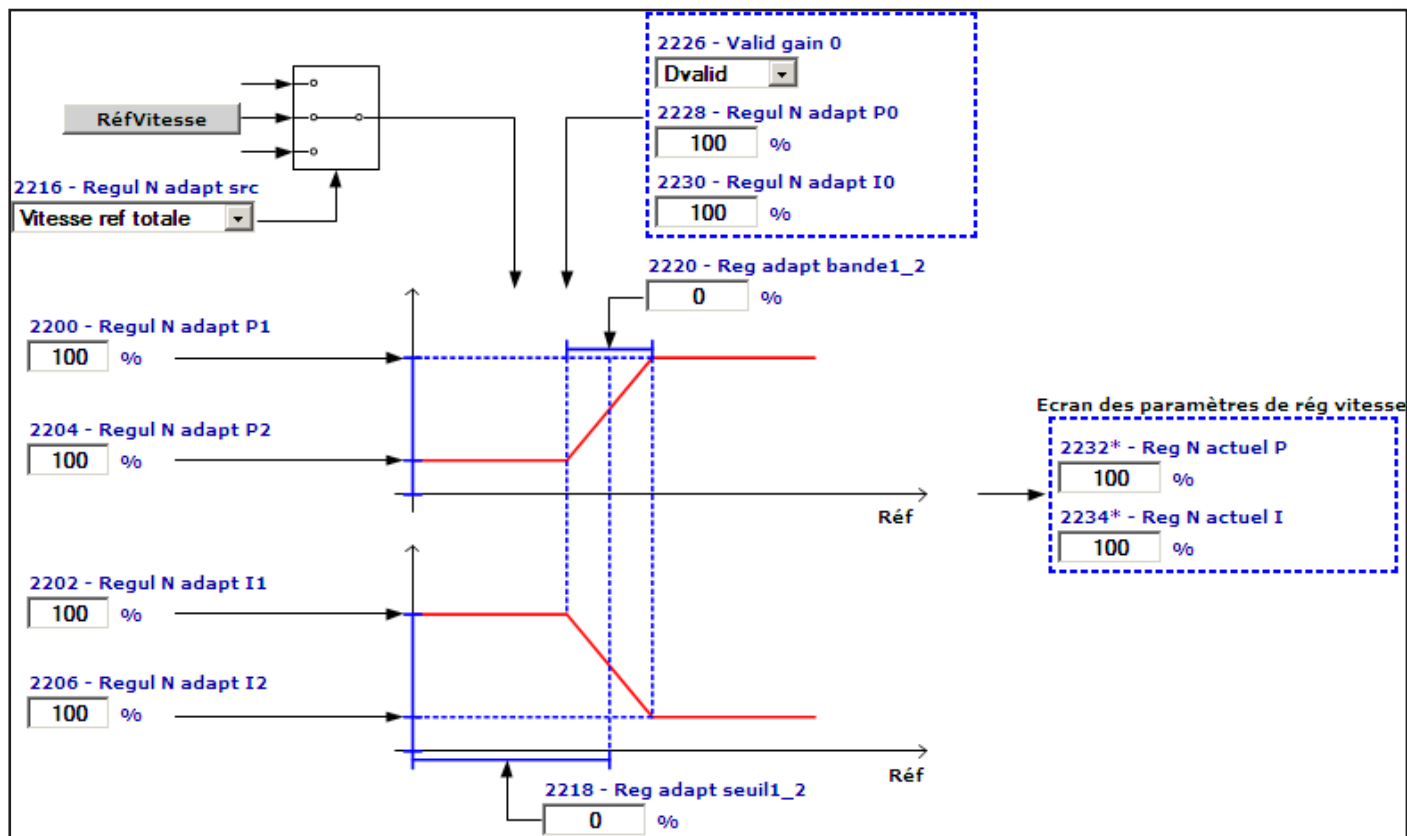 2226 - Valid gain 0
Dvalid
RéfVitesse
2228 - Regul N adapt P0
100 %
2216 - Regul N adapt src
Vitesse ref totale
2230 - Regul N adapt I0
100 %
2220 - Reg adapt bande1_2
0 %
2200 - Regul N adapt P1
100 %
2204 - Regul N adapt P2
100 %
Réf
Ecran des paramètres de rég vitesse
2232* - Reg N actuel P
100 %
2234* - Reg N actuel I
100 %
2202 - Regul N adapt I1
100 %
2206 - Regul N adapt I2
100 %
Réf
2218 - Reg adapt seuil1_2
0 %